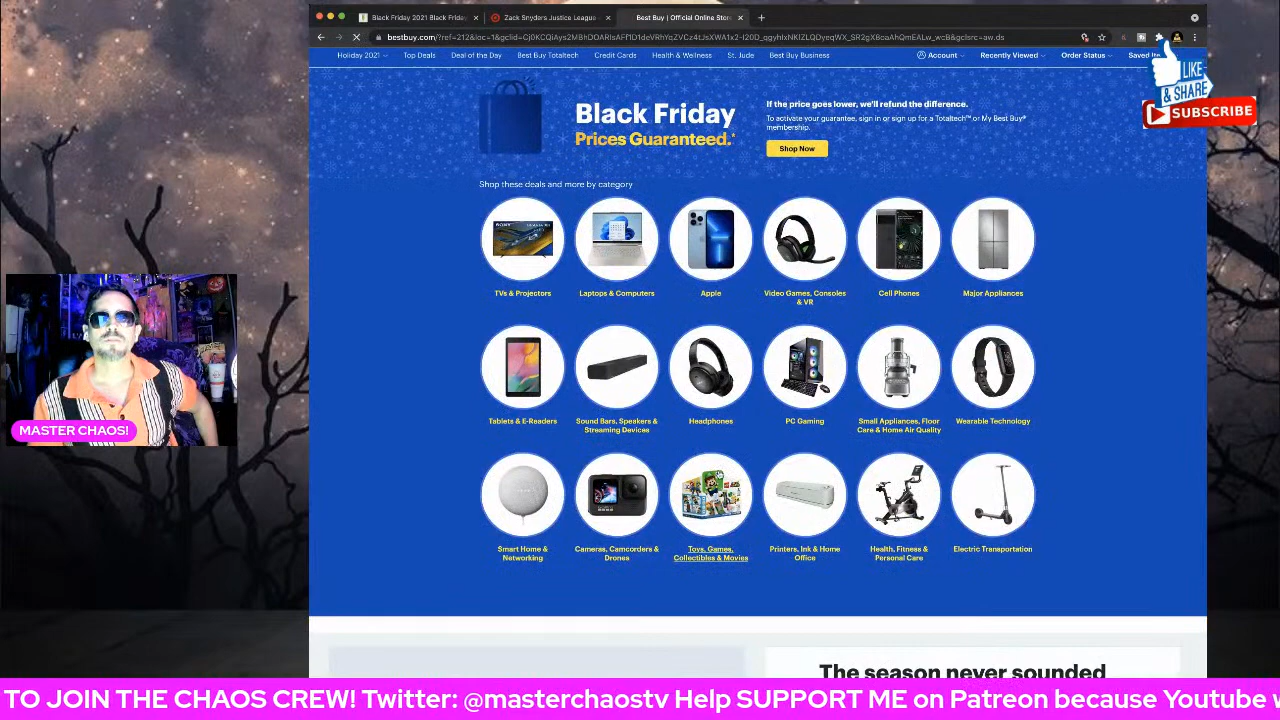 Black Friday 2021 Black Friday
Zack Snyders Justice League
Best Buy | Official Online Store
bestbuy.com
Holiday 2021 Top Deals Deal of the Day Best Buy Totaltech Credit Cards Health & Wellness St. Jude Best Buy Business Account Recently Viewed Order Status Saved Ite
LIKE
& SHARE
SUBSCRIBE
Black Friday
Prices Guaranteed.*
If the price goes lower, we'll refund the difference.
To activate your guarantee, sign in or sign up for a Totaltech™ or My Best Buy®
membership.
Shop Now
Shop these deals and more by category
TVs & Projectors
Laptops & Computers
Apple
Video Games, Consoles
& VR
Cell Phones
Major Appliances
Tablets & E-Readers
Sound Bars, Speakers &
Streaming Devices
Headphones
PC Gaming
Small Appliances, Floor
Care & Home Air Quality
Wearable Technology
Smart Home &
Networking
Cameras, Camcorders &
Drones
Toys, Games,
Collectibles & Movies
Printers, Ink & Home
Office
Health, Fitness &
Personal Care
Electric Transportation
MASTER CHAOS!
The season never sounded
TO JOIN THE CHAOS CREW! Twitter: @masterchaostv Help SUPPORT ME on Patreon because Youtube w